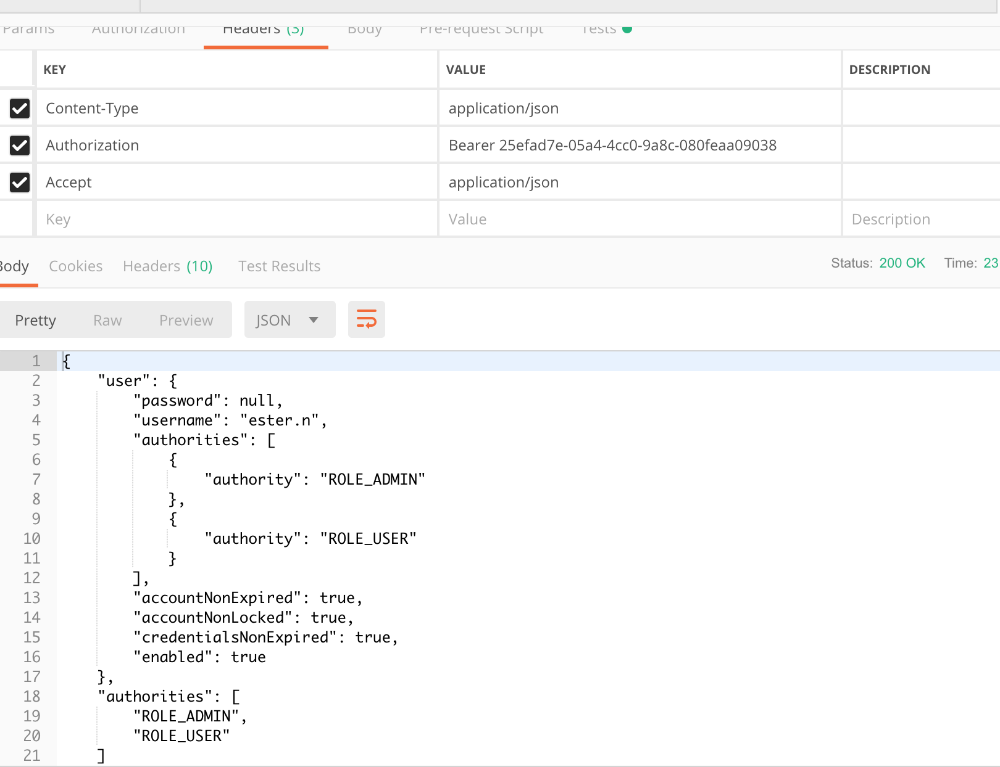 Params Authorization Headers (3) Body Pre-request Script Tests
KEY VALUE DESCRIPTION
Content-Type application/json
Authorization Bearer 25efad7e-05a4-4cc0-9a8c-080feaa09038
Accept application/json
Key Value Description
Body Cookies Headers (10) Test Results Status: 200 OK Time: 23
Pretty Raw Preview JSON
1 {
2 "user": {
3 "password": null,
4 "username": "ester.n",
5 "authorities": [
6 {
7 "authority": "ROLE_ADMIN"
8 },
9 {
10 "authority": "ROLE_USER"
11 }
12 ],
13 "accountNonExpired": true,
14 "accountNonLocked": true,
15 "credentialsNonExpired": true,
16 "enabled": true
17 },
18 "authorities": [
19 "ROLE_ADMIN",
20 "ROLE_USER"
21 ]